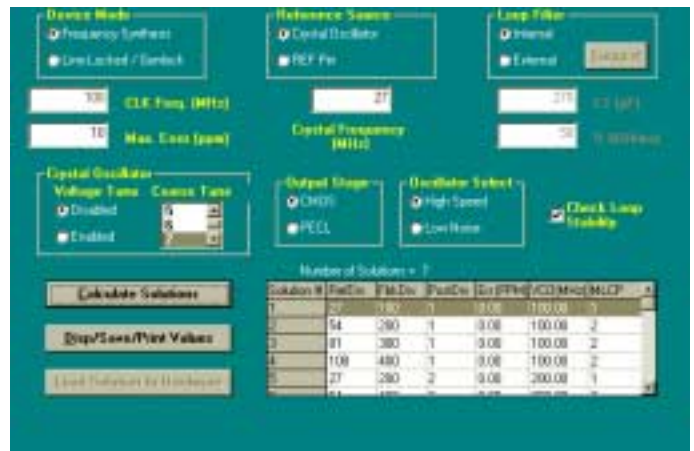 Device Mode
Frequency Synthesis
Line Locked / Genlock
Reference Source
Crystal Oscillator
REF Pin
Loop Filter
Internal
External
100
CLK Freq. (MHz)
10
Max. Error (ppm)
27
Crystal Frequency
(MHz)
Crystal Oscillator
Voltage Tune
Coarse Tune
Disabled
Enabled
Output Stage
CMOS
PECL
Oscillator Select
High Speed
Low Noise
Check Loop
Stability
Number of Solutions = 7
Calculate Solutions
Disp/Save/Print Values
Solution # RefDiv FbkDiv PostDiv Err(PPM) VCO(MHz) MLCP
1 27 100 1 0.00 100.00
2 54 200 1 0.00 100.00 2
3 81 300 1 0.00 100.00 2
4 108 400 1 0.00 100.00 2
5 27 200 2 0.00 200.00 1